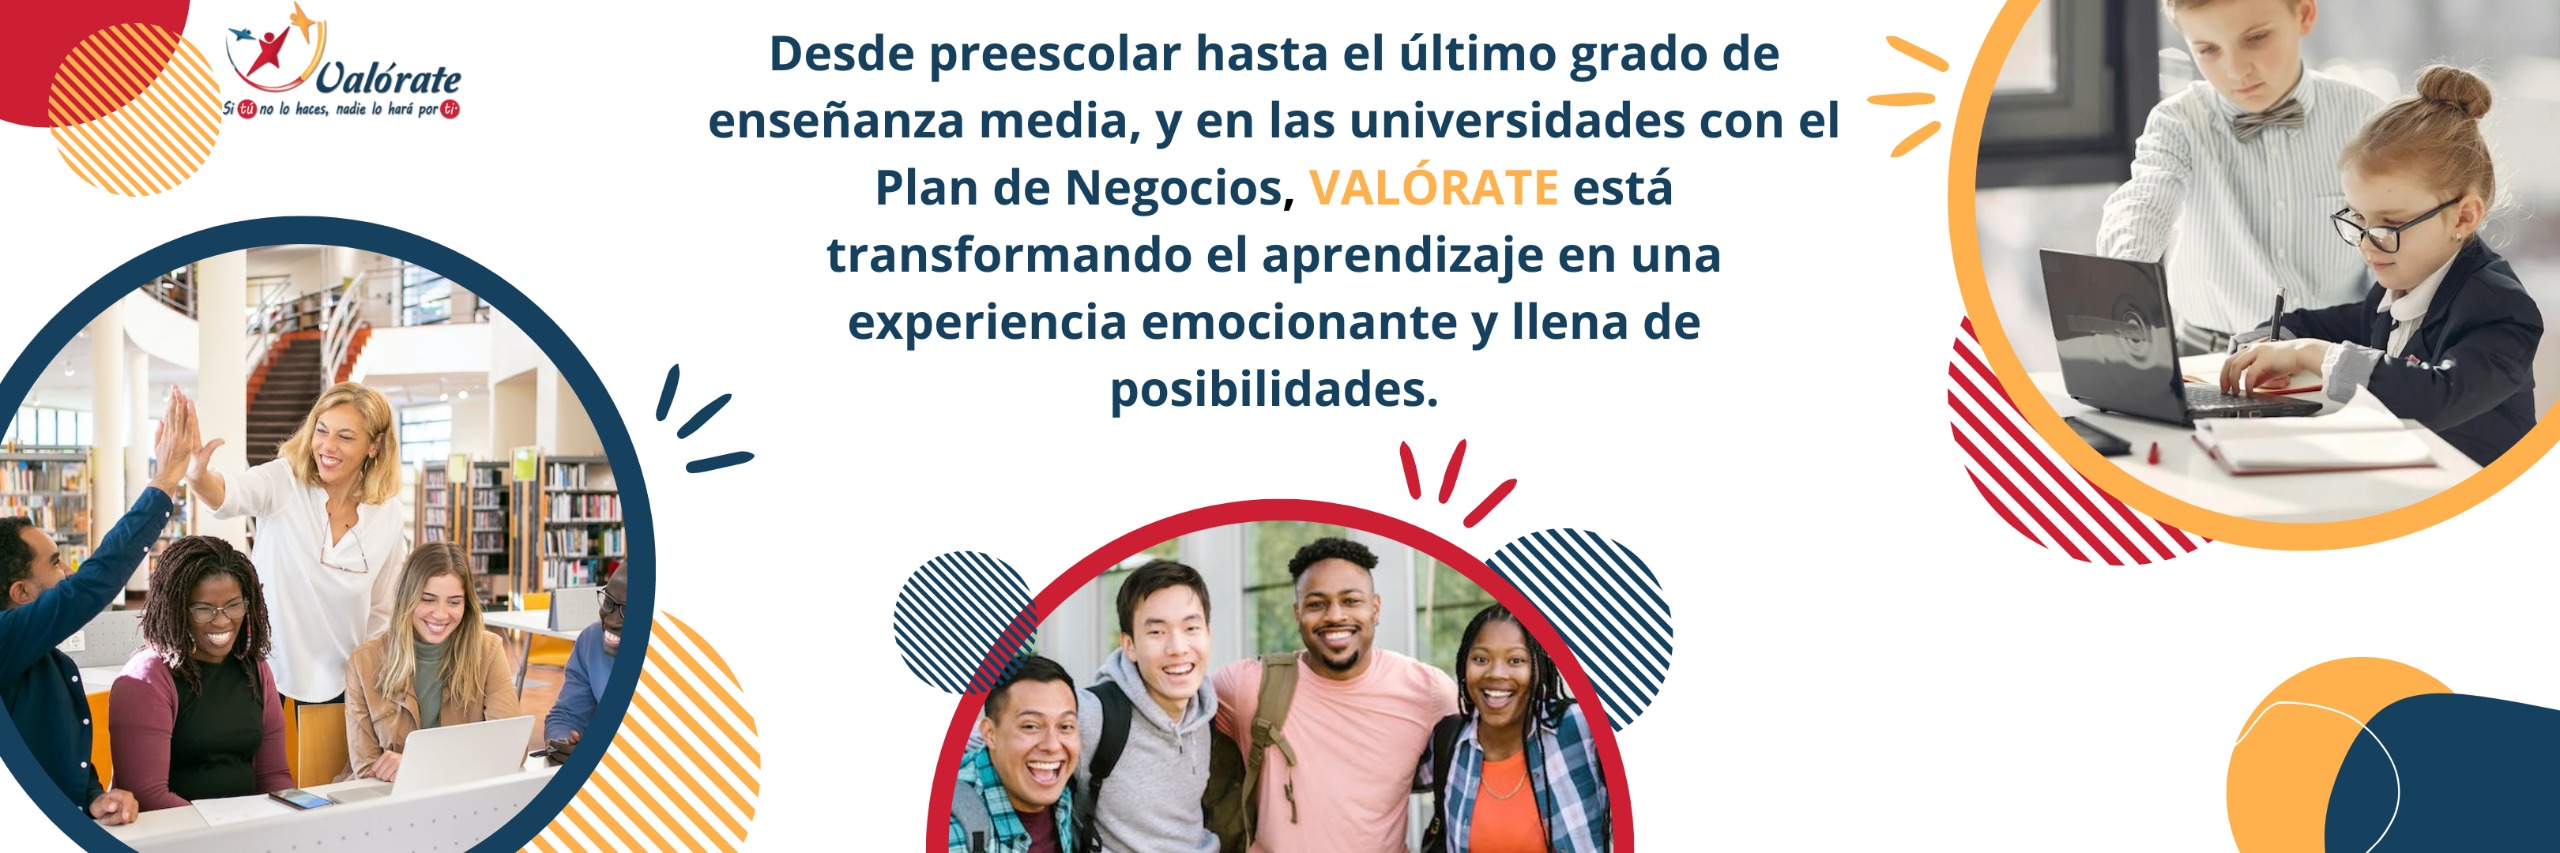 Valórate
Si tú no lo haces, nadie lo hará por ti.
Desde preescolar hasta el último grado de
enseñanza media, y en las universidades con el
Plan de Negocios, VALÓRATE está
transformando el aprendizaje en una
experiencia emocionante y llena de
posibilidades.